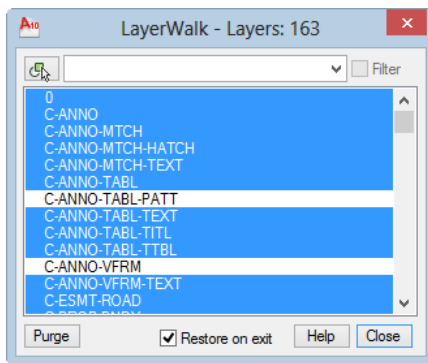 A10
LayerWalk - Layers: 163
Filter
0
C-ANNO
C-ANNO-MTCH
C-ANNO-MTCH-HATCH
C-ANNO-MTCH-TEXT
C-ANNO-TABL
C-ANNO-TABL-PATT
C-ANNO-TABL-TEXT
C-ANNO-TABL-TITL
C-ANNO-TABL-TTBL
C-ANNO-VFRM
C-ANNO-VFRM-TEXT
C-ESMT-ROAD
Purge Restore on exit Help Close